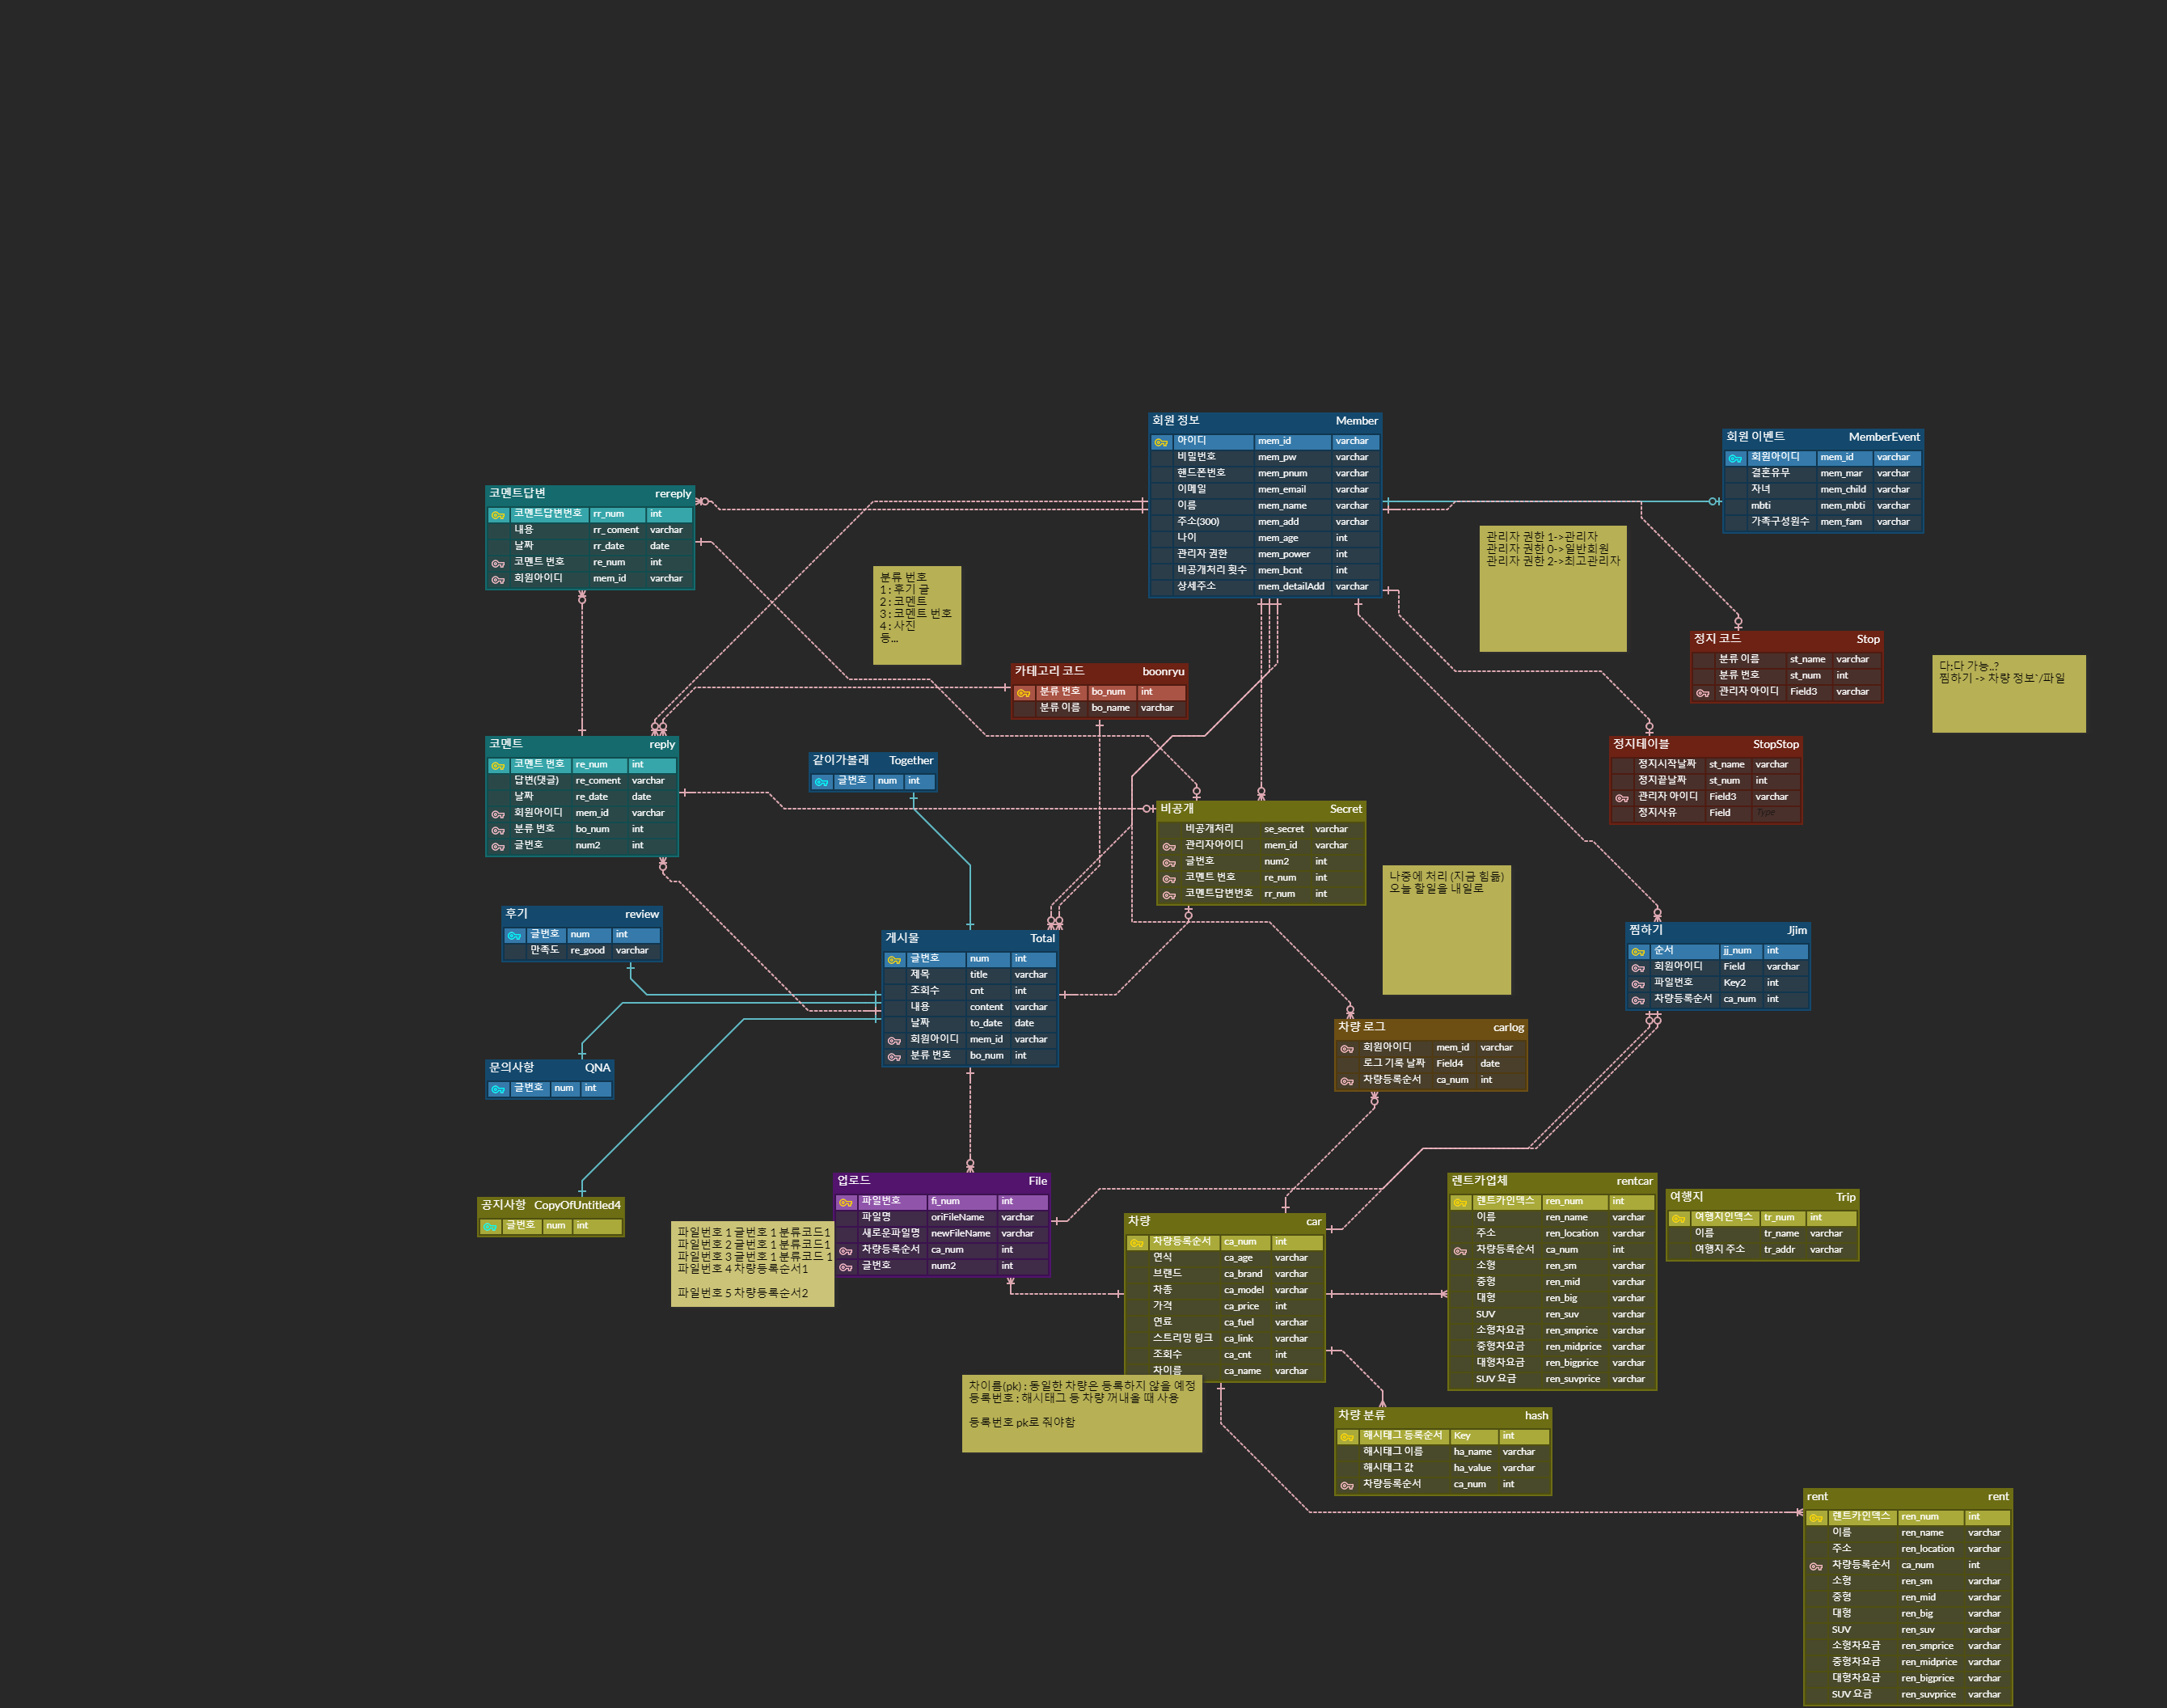 회원 정보 Member
아이디 mem_id varchar
비밀번호 mem_pw varchar
핸드폰번호 mem_pnum varchar
이메일 mem_email varchar
이름 mem_name varchar
주소(300) mem_add varchar
나이 mem_age int
관리자 권한 mem_power int
비공개처리 횟수 mem_bcnt int
상세주소 mem_detailAdd varchar
회원 이벤트 MemberEvent
회원아이디 mem_id varchar
결혼유무 mem_mar varchar
자녀 mem_child varchar
mbti mem_mbti varchar
가족구성원수 mem_fam varchar
코멘트답변 rereply
코멘트답변번호 rr_num int
내용 rr_coment varchar
날짜 rr_date date
코멘트 번호 re_num int
회원아이디 mem_id varchar
관리자 권한 1->관리자
관리자 권한 0->일반회원
관리자 권한 2->최고관리자
분류 번호
1 : 후기 글
2 : 코멘트
3 : 코멘트 번호
4 : 사진
등...
정지 코드 Stop
분류 이름 st_name varchar
분류 번호 st_num int
관리자 아이디 Field3 varchar
다:다 가능..?
찜하기 -> 차량 정보`/파일
카테고리 코드 boonryu
분류 번호 bo_num int
분류 이름 bo_name varchar
정지테이블 StopStop
정지시작날짜 st_name varchar
정지끝날짜 st_num int
관리자 아이디 Field3 varchar
정지사유 Field Type
코멘트 reply
코멘트 번호 re_num int
답변(댓글) re_coment varchar
날짜 re_date date
회원아이디 mem_id varchar
분류 번호 bo_num int
글번호 num2 int
같이가볼래 Together
글번호 num int
비공개 Secret
비공개처리 se_secret varchar
관리자아이디 mem_id varchar
글번호 num2 int
코멘트 번호 re_num int
코멘트답변번호 rr_num int
나중에 처리 (지금 힘듦)
오늘 할일을 내일로
후기 review
글번호 num int
만족도 re_good varchar
게시물 Total
글번호 num int
제목 title varchar
조회수 cnt int
내용 content varchar
날짜 to_date date
회원아이디 mem_id varchar
분류 번호 bo_num int
찜하기 Jjim
순서 jj_num int
회원아이디 Field varchar
파일번호 Key2 int
차량등록순서 ca_num int
차량 로그 carlog
회원아이디 mem_id varchar
로그 기록 날짜 Field4 date
차량등록순서 ca_num int
문의사항 QNA
글번호 num int
공지사항 CopyOfUntitled4
글번호 num int
업로드 File
파일번호 fi_num int
파일명 oriFileName varchar
새로운파일명 newFileName varchar
차량등록순서 ca_num int
글번호 num2 int
파일번호 1 글번호 1 분류코드1
파일번호 2 글번호 1 분류코드1
파일번호 3 글번호 1 분류코드 1
파일번호 4 차량등록순서1
파일번호 5 차량등록순서2
차량 car
차량등록순서 ca_num int
연식 ca_age varchar
브랜드 ca_brand varchar
차종 ca_model varchar
가격 ca_price int
연료 ca_fuel varchar
스트리밍 링크 ca_link varchar
조회수 ca_cnt int
차이름 ca_name varchar
차이름(pk) : 동일한 차량은 등록하지 않을 예정
등록번호 : 해시태그 등 차량 꺼내올 때 사용
등록번호 pk로 줘야함
렌트카업체 rentcar
렌트카인덱스 ren_num int
이름 ren_name varchar
주소 ren_location varchar
차량등록순서 ca_num int
소형 ren_sm varchar
중형 ren_mid varchar
대형 ren_big varchar
SUV ren_suv varchar
소형차요금 ren_smprice varchar
중형차요금 ren_midprice varchar
대형차요금 ren_bigprice varchar
SUV 요금 ren_suvprice varchar
여행지 Trip
여행지인덱스 tr_num int
이름 tr_name varchar
여행지 주소 tr_addr varchar
차량 분류 hash
해시태그 등록순서 Key int
해시태그 이름 ha_name varchar
해시태그 값 ha_value varchar
차량등록순서 ca_num int
rent rent
렌트카인덱스 ren_num int
이름 ren_name varchar
주소 ren_location varchar
차량등록순서 ca_num int
소형 ren_sm varchar
중형 ren_mid varchar
대형 ren_big varchar
SUV ren_suv varchar
소형차요금 ren_smprice varchar
중형차요금 ren_midprice varchar
대형차요금 ren_bigprice varchar
SUV 요금 ren_suvprice varchar